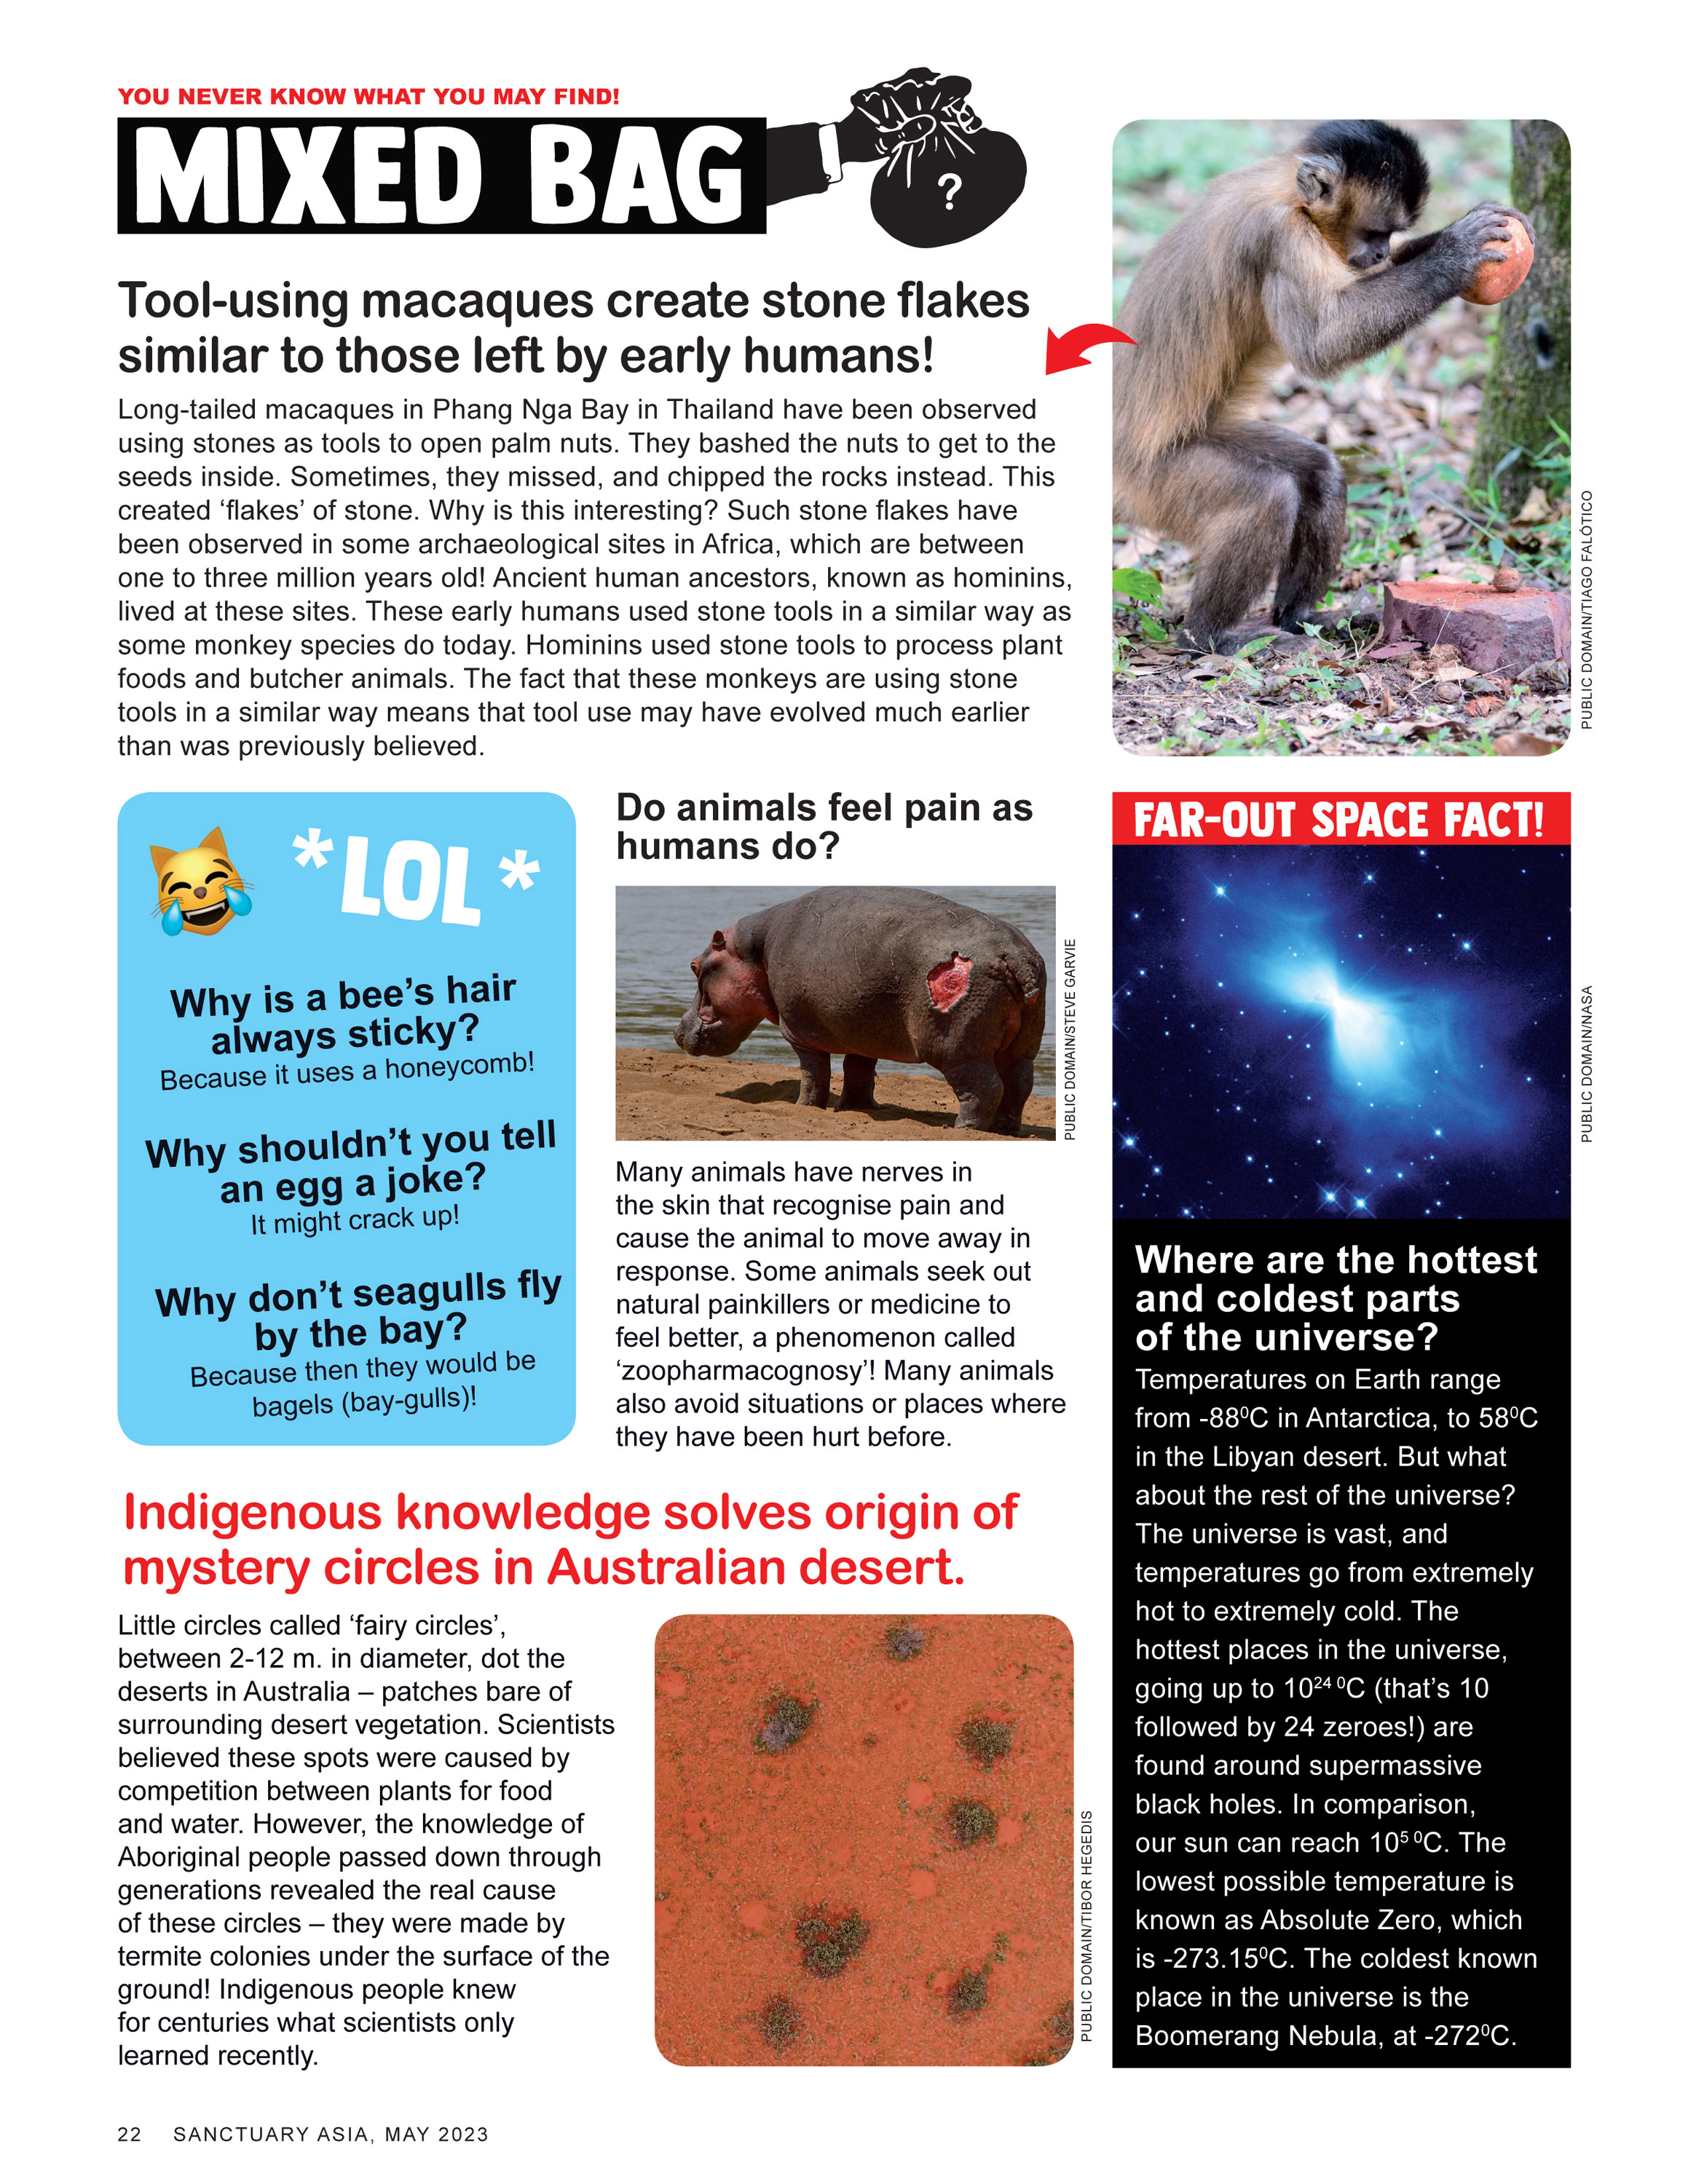 YOU NEVER KNOW WHAT YOU MAY FIND!
MIXED BAG
?
Tool-using macaques create stone flakes
similar to those left by early humans!
Long-tailed macaques in Phang Nga Bay in Thailand have been observed
using stones as tools to open palm nuts. They bashed the nuts to get to the
seeds inside. Sometimes, they missed, and chipped the rocks instead. This
created ‘flakes’ of stone. Why is this interesting? Such stone flakes have
been observed in some archaeological sites in Africa, which are between
one to three million years old! Ancient human ancestors, known as hominins,
lived at these sites. These early humans used stone tools in a similar way as
some monkey species do today. Hominins used stone tools to process plant
foods and butcher animals. The fact that these monkeys are using stone
tools in a similar way means that tool use may have evolved much earlier
than was previously believed.
PUBLIC DOMAIN/TIAGO FALÓTICO
*LOL*
Why is a bee’s hair
always sticky?
Because it uses a honeycomb!
Why shouldn’t you tell
an egg a joke?
It might crack up!
Why don’t seagulls fly
by the bay?
Because then they would be
bagels (bay-gulls)!
Do animals feel pain as
humans do?
PUBLIC DOMAIN/STEVE GARVIE
Many animals have nerves in
the skin that recognise pain and
cause the animal to move away in
response. Some animals seek out
natural painkillers or medicine to
feel better, a phenomenon called
‘zoopharmacognosy’! Many animals
also avoid situations or places where
they have been hurt before.
FAR-OUT SPACE FACT!
PUBLIC DOMAIN/NASA
Where are the hottest
and coldest parts
of the universe?
Temperatures on Earth range
from -88⁰C in Antarctica, to 58⁰C
in the Libyan desert. But what
about the rest of the universe?
The universe is vast, and
temperatures go from extremely
hot to extremely cold. The
hottest places in the universe,
going up to 10²⁴ ⁰C (that’s 10
followed by 24 zeroes!) are
found around supermassive
black holes. In comparison,
our sun can reach 10⁵ ⁰C. The
lowest possible temperature is
known as Absolute Zero, which
is -273.15⁰C. The coldest known
place in the universe is the
Boomerang Nebula, at -272⁰C.
Indigenous knowledge solves origin of
mystery circles in Australian desert.
Little circles called ‘fairy circles’,
between 2-12 m. in diameter, dot the
deserts in Australia – patches bare of
surrounding desert vegetation. Scientists
believed these spots were caused by
competition between plants for food
and water. However, the knowledge of
Aboriginal people passed down through
generations revealed the real cause
of these circles – they were made by
termite colonies under the surface of the
ground! Indigenous people knew
for centuries what scientists only
learned recently.
PUBLIC DOMAIN/TIBOR HEGEDIS
22 SANCTUARY ASIA, MAY 2023